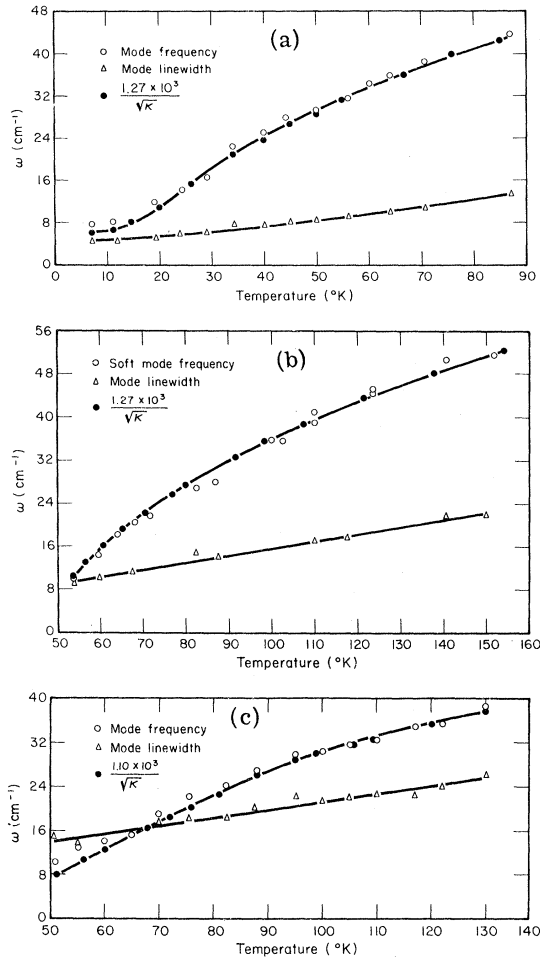 (a)
48
40
32
24
16
8
0
ω (cm⁻¹)
Mode frequency
Mode linewidth
1.27 × 10³
√K
0 10 20 30 40 50 60 70 80 90
Temperature (°K)
(b)
56
48
40
32
24
16
8
0
ω (cm⁻¹)
Soft mode frequency
Mode linewidth
1.27 × 10³
√K
50 60 70 80 90 100 110 120 130 140 150 160
Temperature (°K)
(c)
40
32
24
16
8
0
ω (cm⁻¹)
Mode frequency
Mode linewidth
1.10 × 10³
√K
50 60 70 80 90 100 110 120 130 140
Temperature (°K)